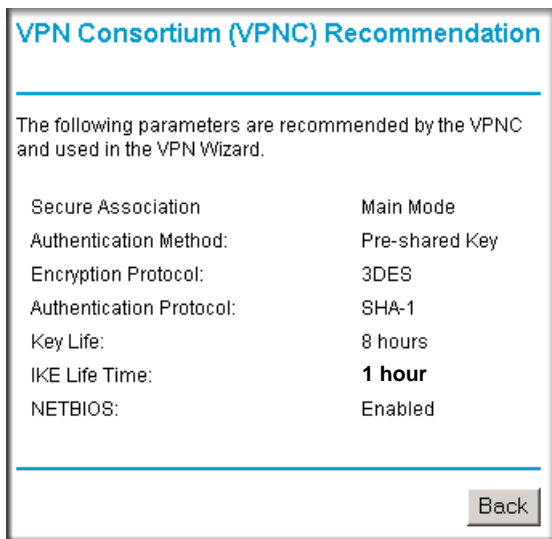 VPN Consortium (VPNC) Recommendation
The following parameters are recommended by the VPNC
and used in the VPN Wizard.
Secure Association Main Mode
Authentication Method: Pre-shared Key
Encryption Protocol: 3DES
Authentication Protocol: SHA-1
Key Life: 8 hours
IKE Life Time: 1 hour
NETBIOS: Enabled
Back